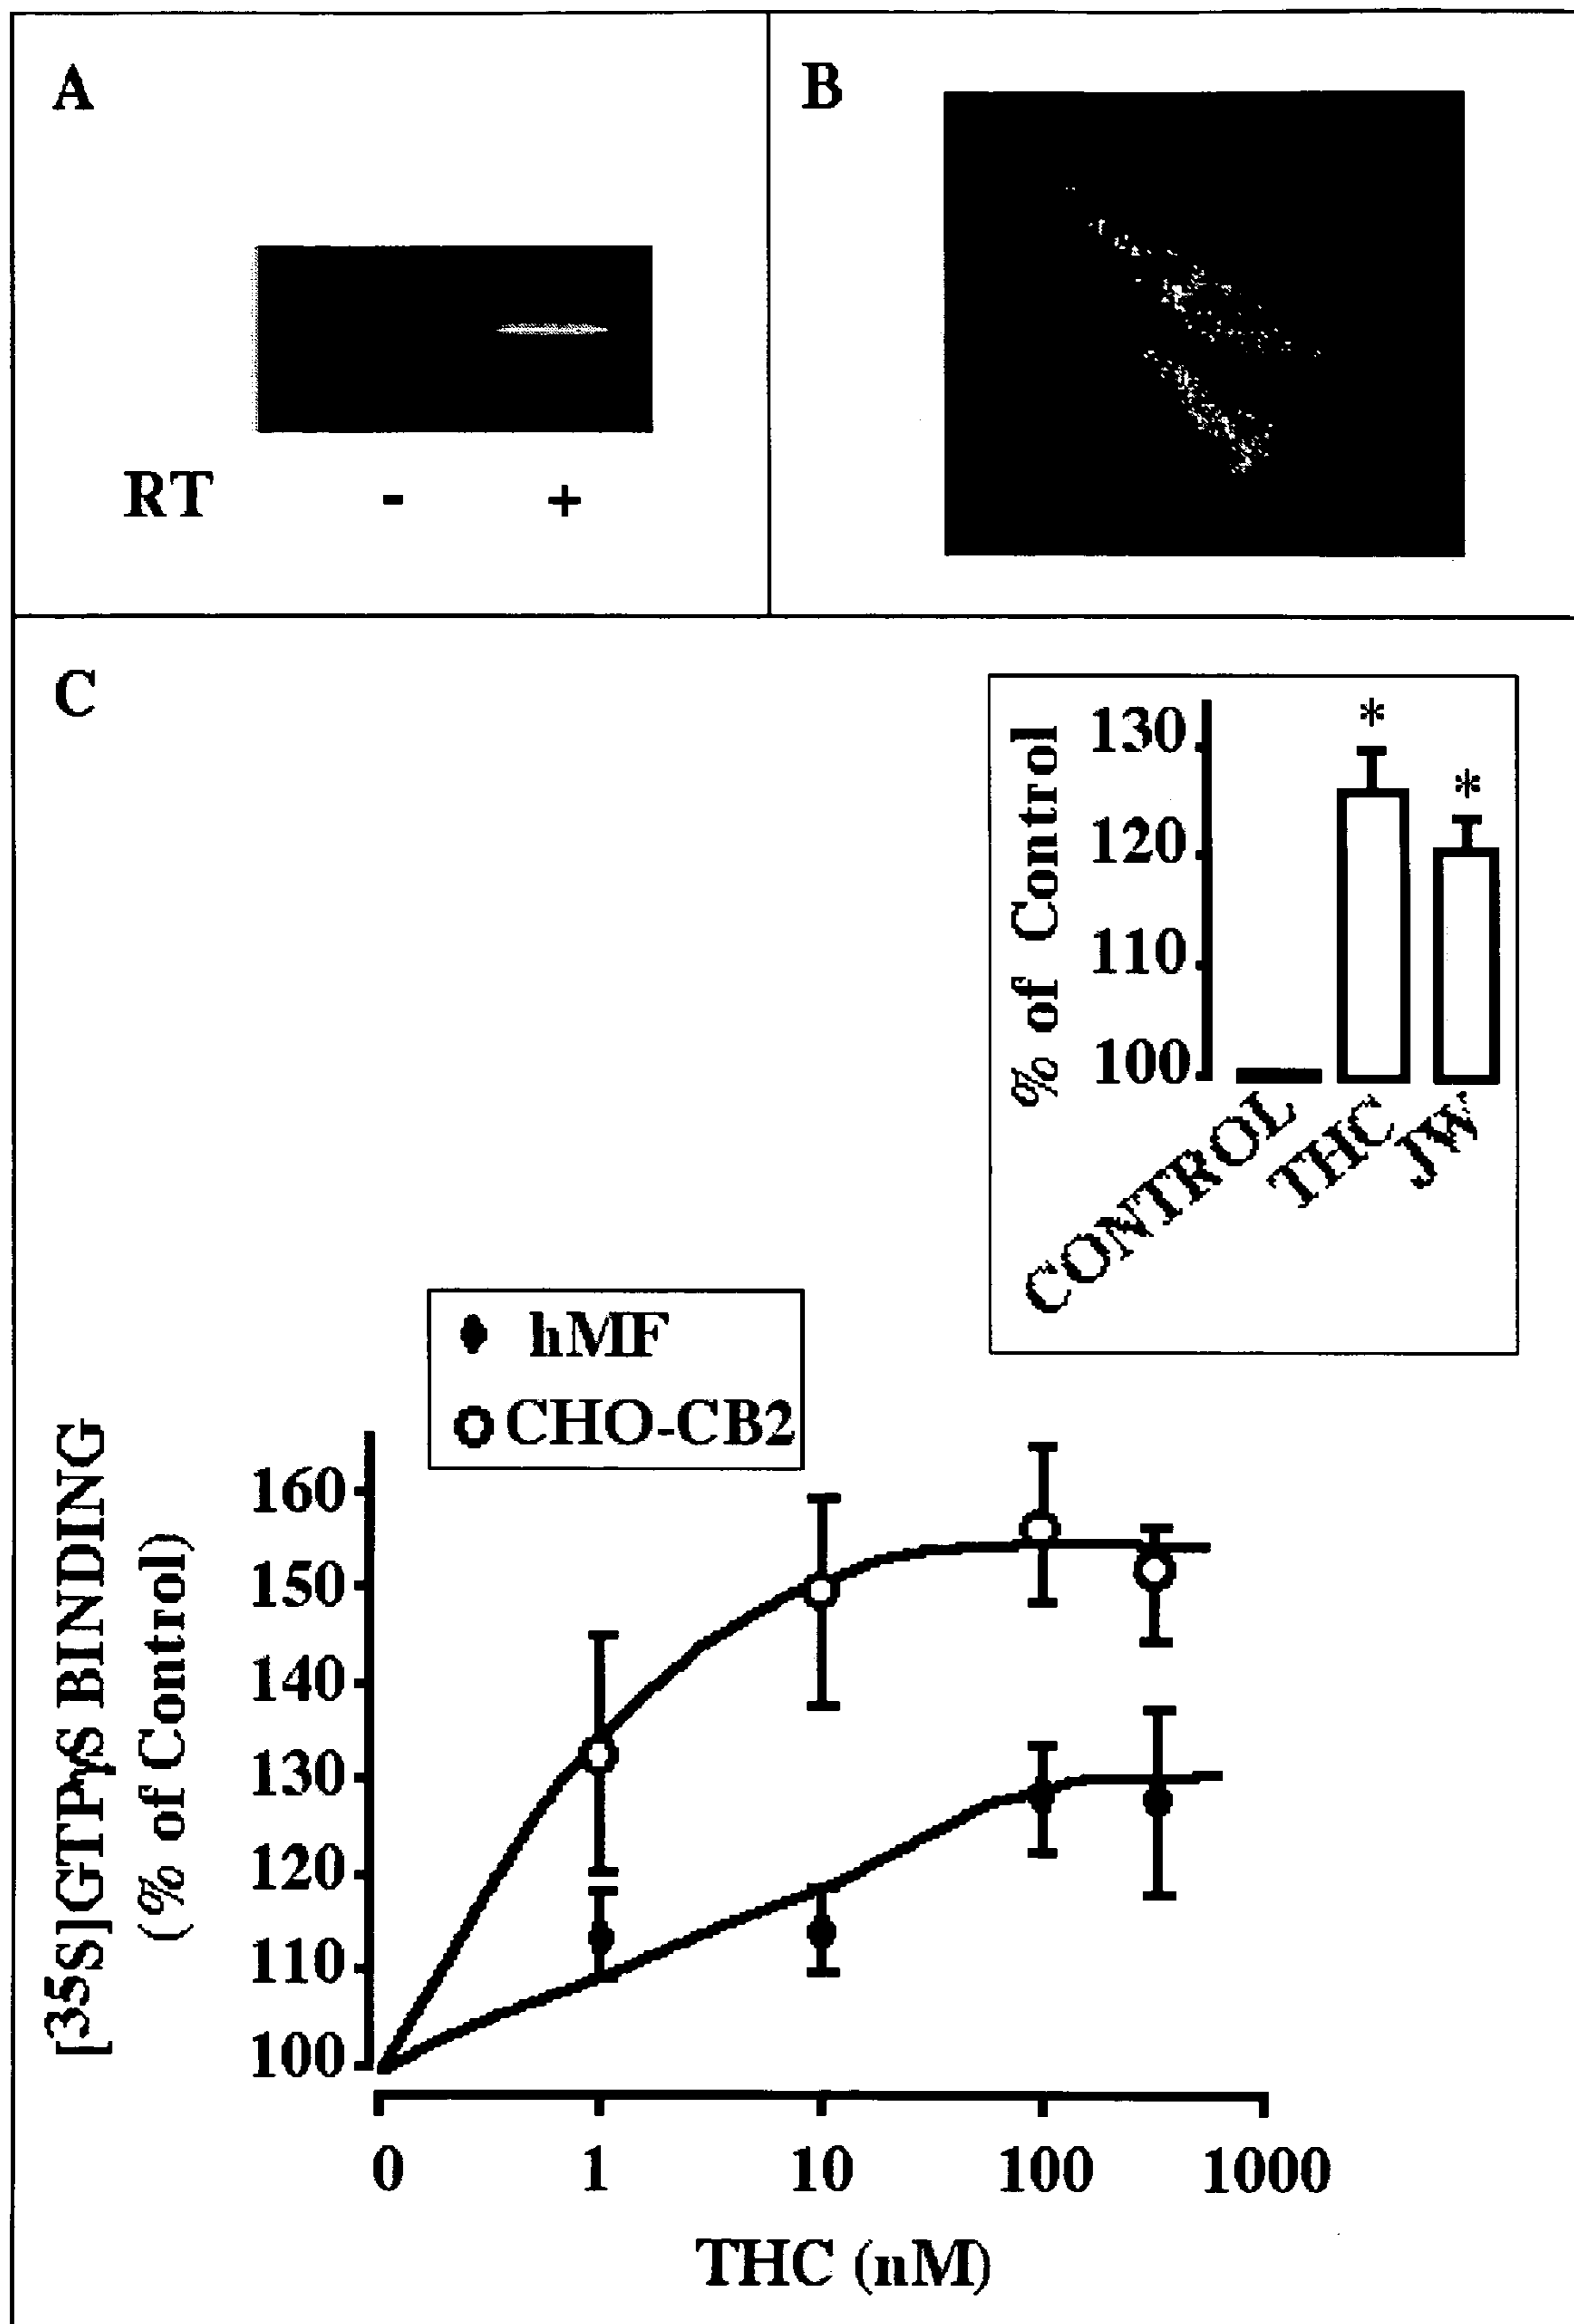 A
B
RT - +
C
% of Control
130
120
110
100
*
*
CONTROL
THC
JW
hMF
CHO-CB2
[35S]GTPγS BINDING
(% of Control)
160
150
140
130
120
110
100
0 1 10 100 1000
THC (nM)